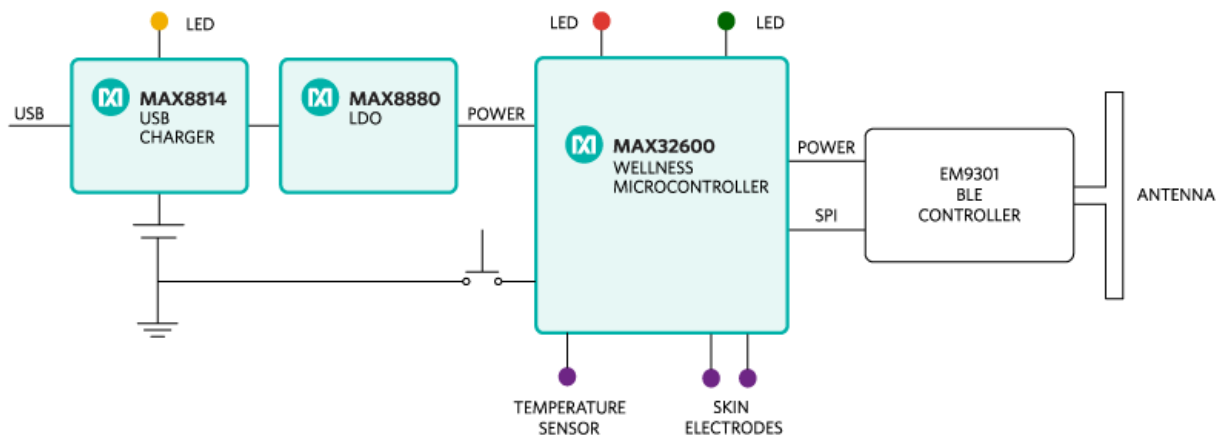 LED
LED
LED
USB
MAX8814
USB
CHARGER
MAX8880
LDO
POWER
MAX32600
WELLNESS
MICROCONTROLLER
POWER
SPI
EM9301
BLE
CONTROLLER
ANTENNA
TEMPERATURE
SENSOR
SKIN
ELECTRODES